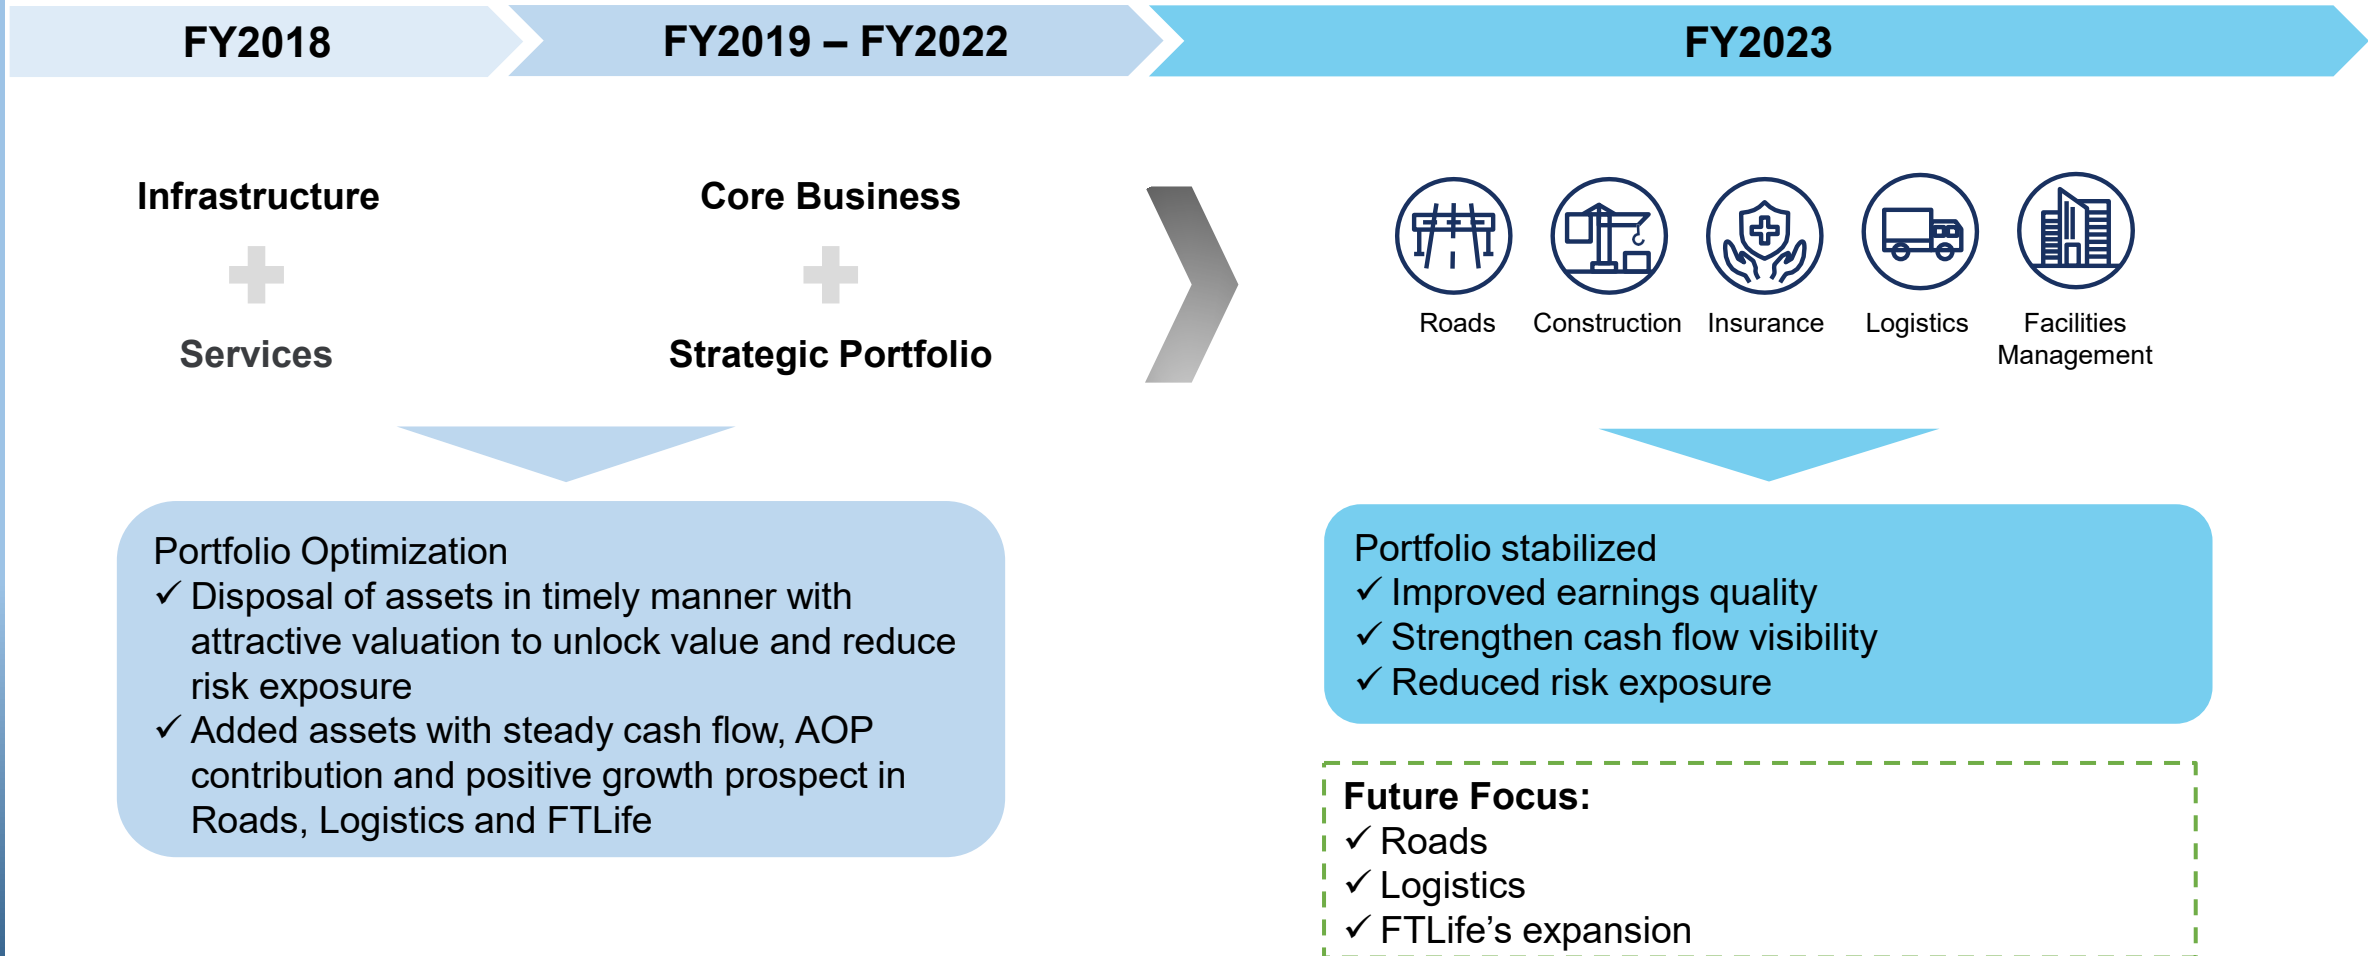 FY2018
FY2019 – FY2022
FY2023
Infrastructure
Services
Core Business
Strategic Portfolio
Roads
Construction
Insurance
Logistics
Facilities
Management
Portfolio Optimization
✓ Disposal of assets in timely manner with
attractive valuation to unlock value and reduce
risk exposure
✓ Added assets with steady cash flow, AOP
contribution and positive growth prospect in
Roads, Logistics and FTLife
Portfolio stabilized
✓ Improved earnings quality
✓ Strengthen cash flow visibility
✓ Reduced risk exposure
Future Focus:
✓ Roads
✓ Logistics
✓ FTLife’s expansion